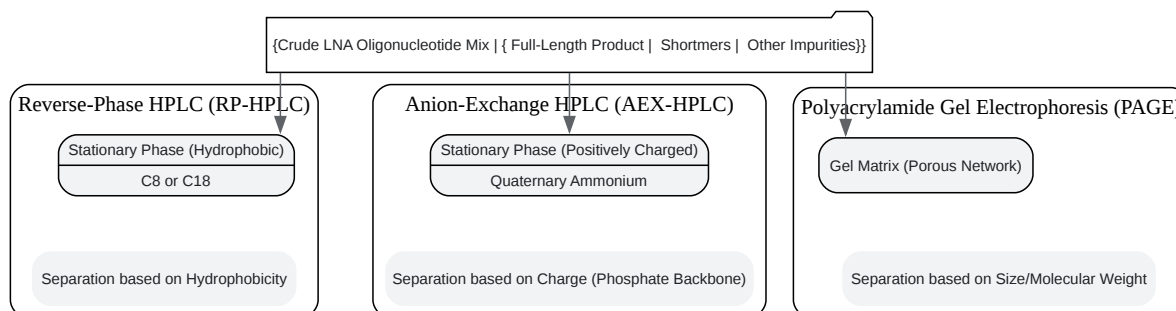 {Crude LNA Oligonucleotide Mix | { Full-Length Product |  Shortmers |  Other Impurities}}
Reverse-Phase HPLC (RP-HPLC)
Stationary Phase (Hydrophobic)
C8 or C18
Separation based on Hydrophobicity
Anion-Exchange HPLC (AEX-HPLC)
Stationary Phase (Positively Charged)
Quaternary Ammonium
Separation based on Charge (Phosphate Backbone)
Polyacrylamide Gel Electrophoresis (PAGE)
Gel Matrix (Porous Network)
Separation based on Size/Molecular Weight